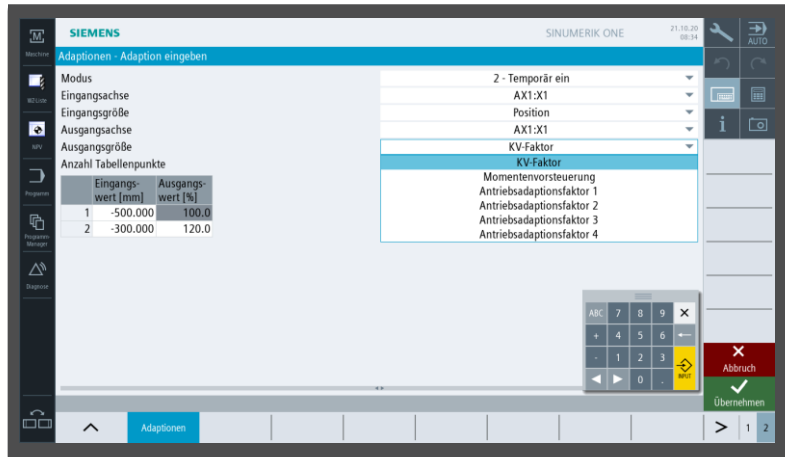 SIEMENS
SINUMERIK ONE
21.10.20
08:34
M
AUTO
Maschine
Adaptionen - Adaption eingeben
Modus
2 - Temporär ein
Eingangsachse
AX1:X1
WZ Liste
Eingangsgröße
Position
Ausgangsachse
AX1:X1
NPV
Ausgangsgröße
KV-Faktor
Anzahl Tabellenpunkte
KV-Faktor
Momentenvorsteuerung
Antriebsadaptionsfaktor 1
Antriebsadaptionsfaktor 2
Antriebsadaptionsfaktor 3
Antriebsadaptionsfaktor 4
Eingangs-
wert [mm]
Ausgangs-
wert [%]
1 -500.000 100.0
2 -300.000 120.0
Programm
Programm
Manager
Diagnose
i
ABC 7 8 9 X
+ 4 5 6
- 1 2 3
INPUT
0 .
Abbruch
Übernehmen
Adaptionen
1 2